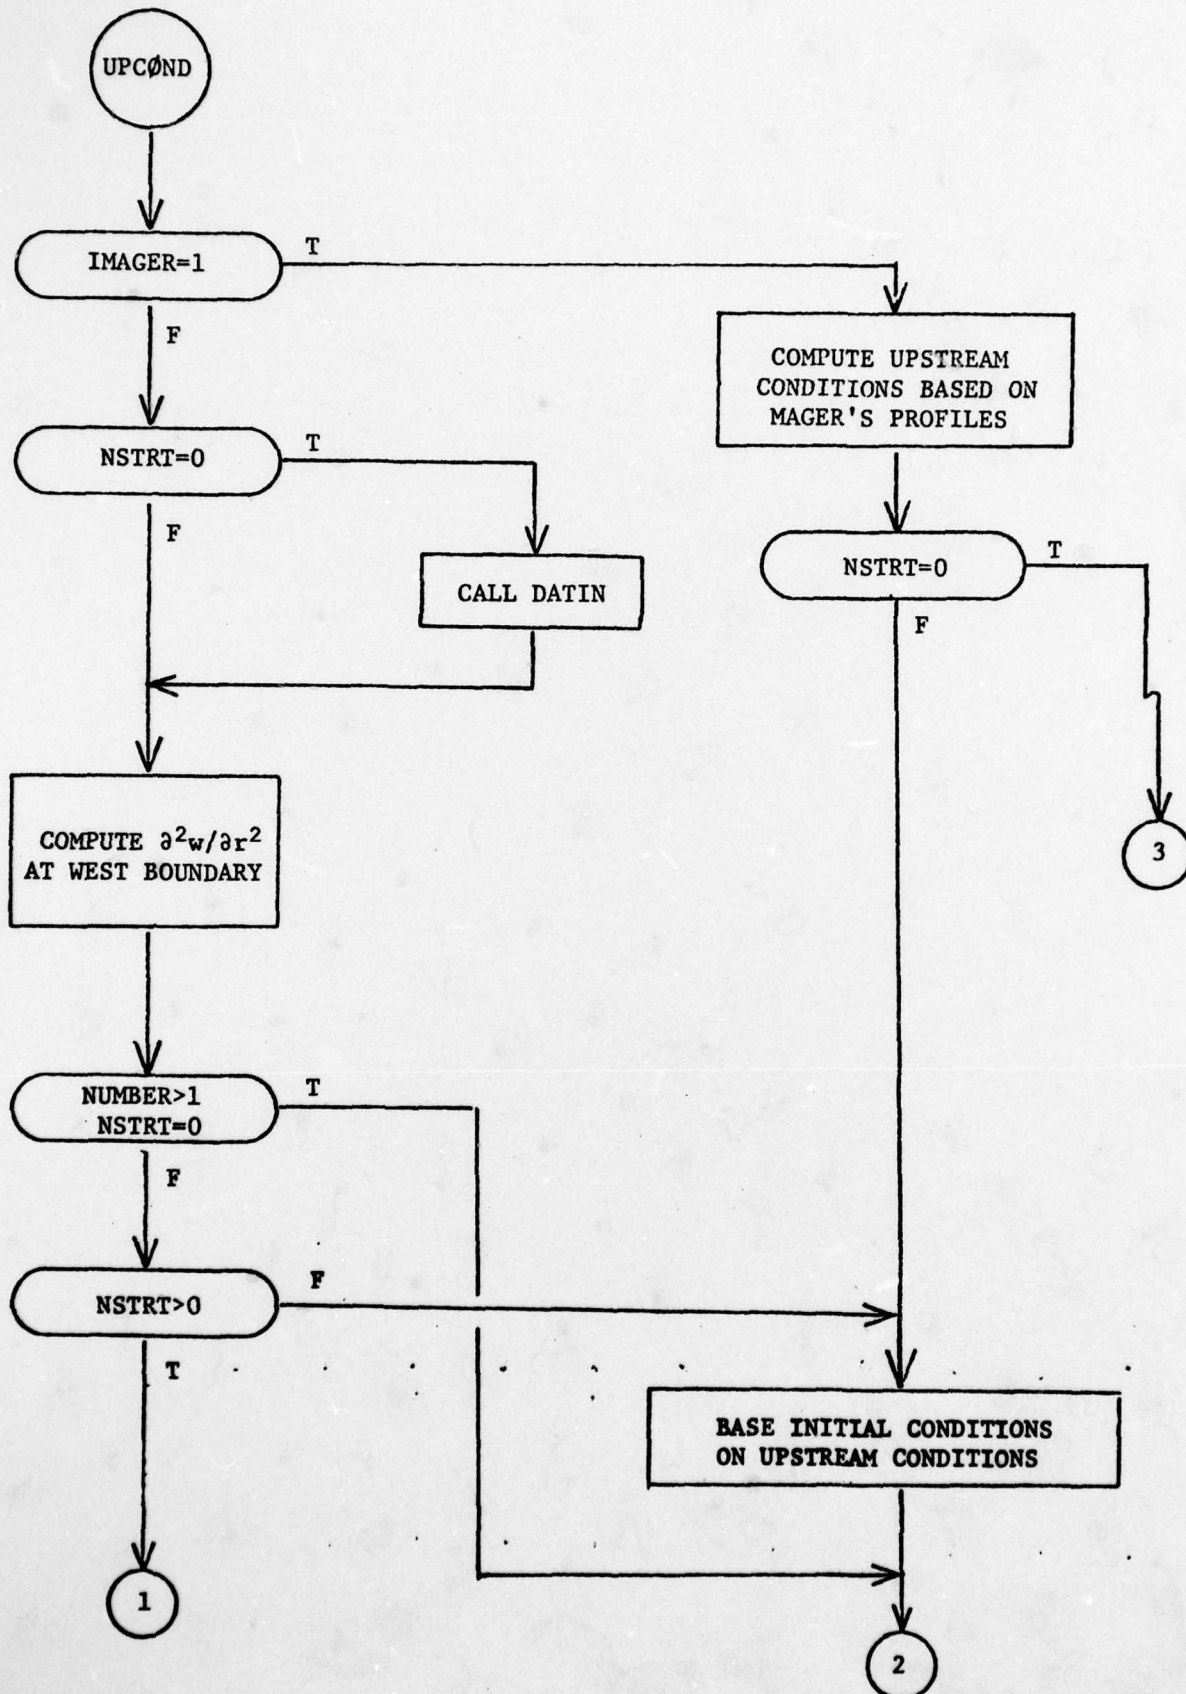 UPCØND
IMAGER=1
T
F
COMPUTE UPSTREAM
CONDITIONS BASED ON
MAGER'S PROFILES
NSTRT=0
T
F
CALL DATIN
NSTRT=0
T
F
3
COMPUTE ∂²w/∂r²
AT WEST BOUNDARY
NUMBER>1
NSTRT=0
T
F
NSTRT>0
F
T
BASE INITIAL CONDITIONS
ON UPSTREAM CONDITIONS
1
2